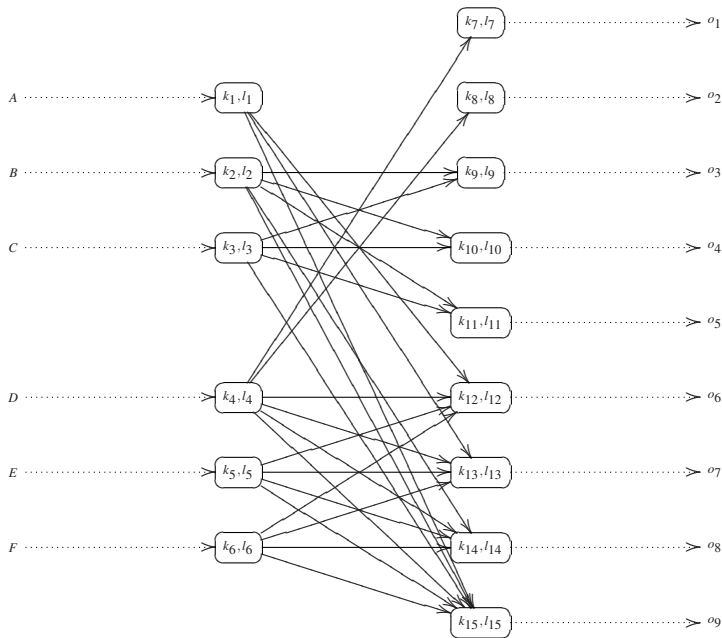 k7,l7 o1
A k1,l1 k8,l8 o2
B k2,l2 k9,l9 o3
C k3,l3 k10,l10 o4
k11,l11 o5
D k4,l4 k12,l12 o6
E k5,l5 k13,l13 o7
F k6,l6 k14,l14 o8
k15,l15 o9